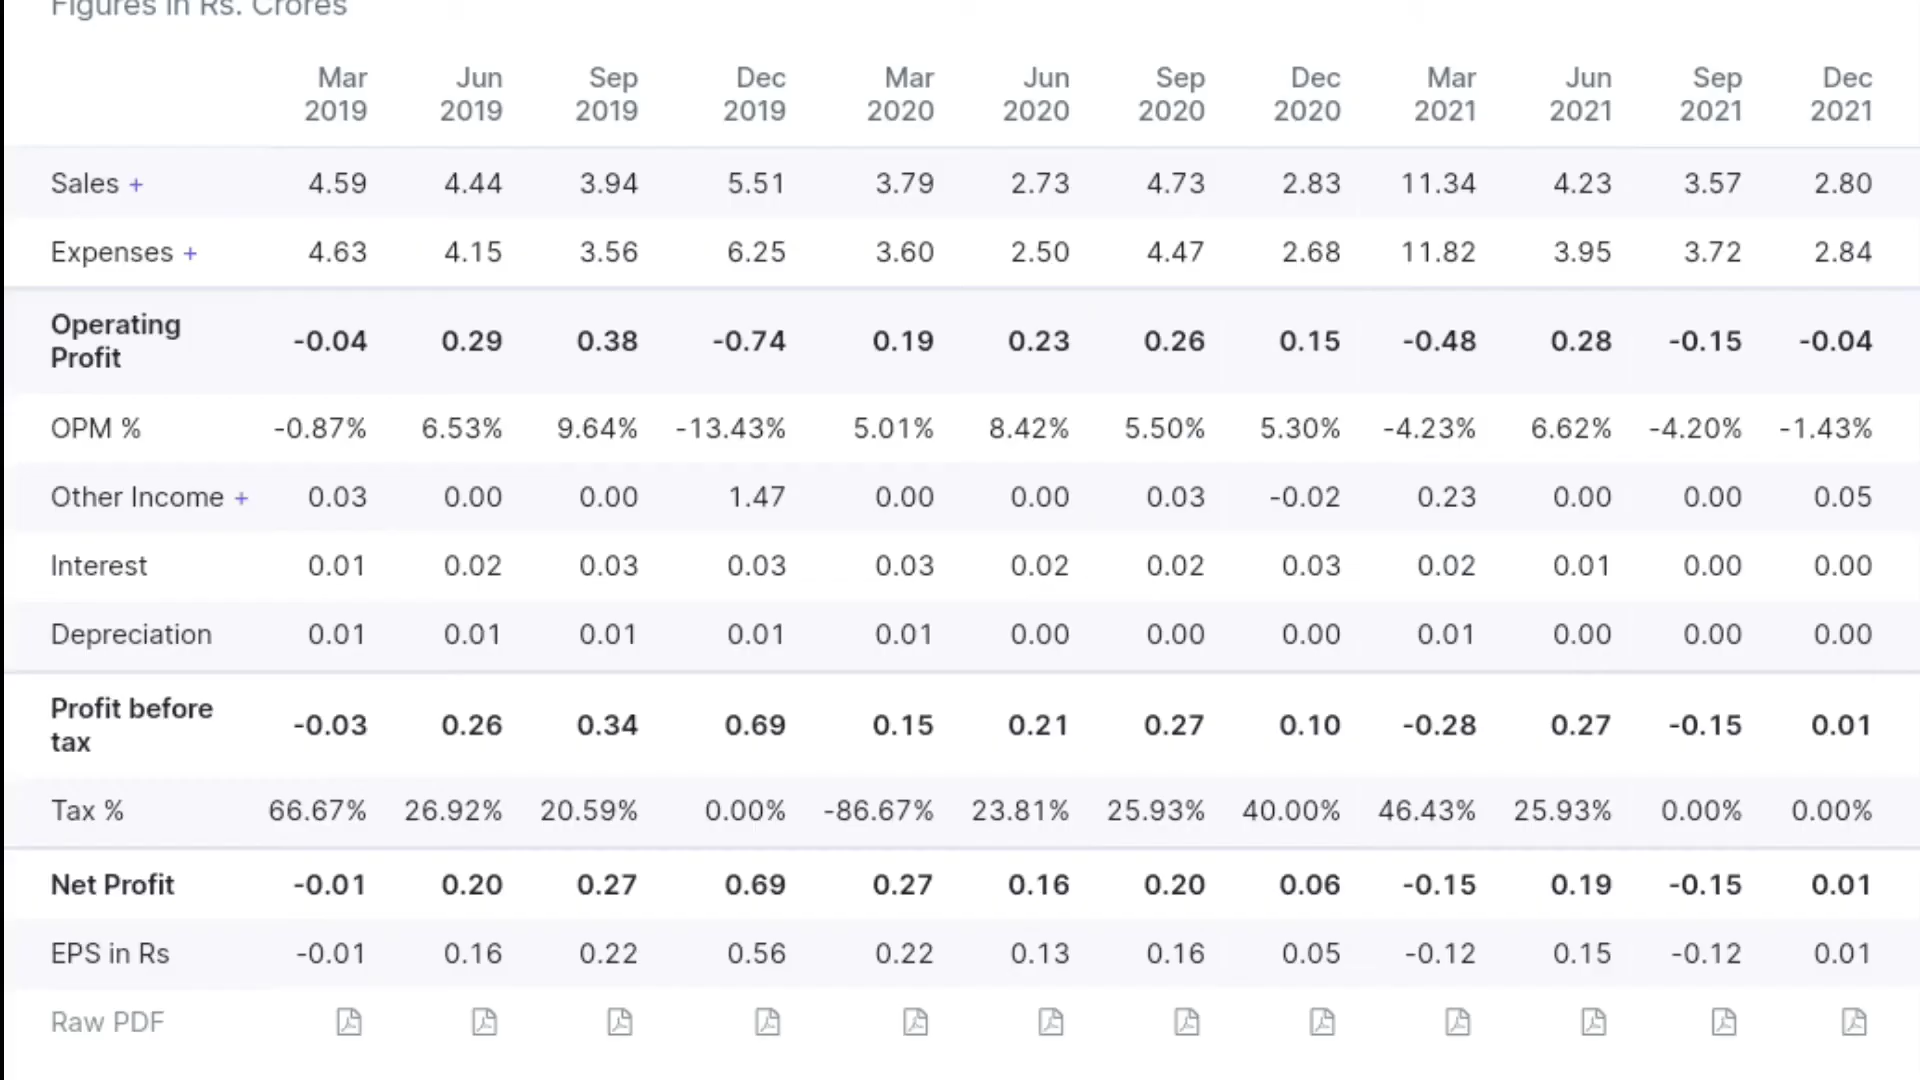 Figures in Rs. Crores
Mar 2019 Jun 2019 Sep 2019 Dec 2019 Mar 2020 Jun 2020 Sep 2020 Dec 2020 Mar 2021 Jun 2021 Sep 2021 Dec 2021
Sales + 4.59 4.44 3.94 5.51 3.79 2.73 4.73 2.83 11.34 4.23 3.57 2.80
Expenses + 4.63 4.15 3.56 6.25 3.60 2.50 4.47 2.68 11.82 3.95 3.72 2.84
Operating Profit -0.04 0.29 0.38 -0.74 0.19 0.23 0.26 0.15 -0.48 0.28 -0.15 -0.04
OPM % -0.87% 6.53% 9.64% -13.43% 5.01% 8.42% 5.50% 5.30% -4.23% 6.62% -4.20% -1.43%
Other Income + 0.03 0.00 0.00 1.47 0.00 0.00 0.03 -0.02 0.23 0.00 0.00 0.05
Interest 0.01 0.02 0.03 0.03 0.03 0.02 0.02 0.03 0.02 0.01 0.00 0.00
Depreciation 0.01 0.01 0.01 0.01 0.01 0.00 0.00 0.00 0.01 0.00 0.00 0.00
Profit before tax -0.03 0.26 0.34 0.69 0.15 0.21 0.27 0.10 -0.28 0.27 -0.15 0.01
Tax % 66.67% 26.92% 20.59% 0.00% -86.67% 23.81% 25.93% 40.00% 46.43% 25.93% 0.00% 0.00%
Net Profit -0.01 0.20 0.27 0.69 0.27 0.16 0.20 0.06 -0.15 0.19 -0.15 0.01
EPS in Rs -0.01 0.16 0.22 0.56 0.22 0.13 0.16 0.05 -0.12 0.15 -0.12 0.01
Raw PDF